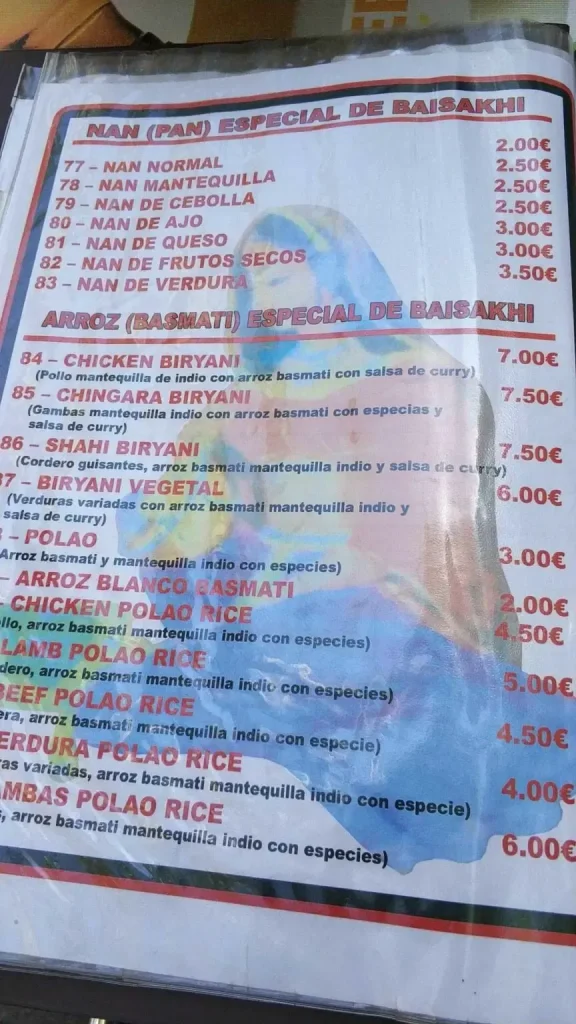 NAN (PAN) ESPECIAL DE BAISAKHI
77 – NAN NORMAL 2.00€
78 – NAN MANTEQUILLA 2.50€
79 – NAN DE CEBOLLA 2.50€
80 – NAN DE AJO 2.50€
81 – NAN DE QUESO 3.00€
82 – NAN DE FRUTOS SECOS 3.00€
83 – NAN DE VERDURA 3.50€
ARROZ (BASMATI) ESPECIAL DE BAISAKHI
84 – CHICKEN BIRYANI 7.00€
(Pollo mantequilla de indio con arroz basmati con salsa de curry)
85 – CHINGARA BIRYANI 7.50€
(Gambas mantequilla indio con arroz basmati con especias y
salsa de curry)
86 – SHAHI BIRYANI 7.50€
(Cordero guisantes, arroz basmati mantequilla indio y salsa de curry)
7 – BIRYANI VEGETAL 6.00€
(Verduras variadas con arroz basmati mantequilla indio y
salsa de curry)
– POLAO 3.00€
Arroz basmati y mantequilla indio con especies)
– ARROZ BLANCO BASMATI 2.00€
CHICKEN POLAO RICE 4.50€
llo, arroz basmati mantequilla indio con especies)
LAMB POLAO RICE 5.00€
dero, arroz basmati mantequilla indio con especies)
BEEF POLAO RICE 4.50€
era, arroz basmati mantequilla indio con especie)
ERDURA POLAO RICE 4.00€
ras variadas, arroz basmati mantequilla indio con especie)
AMBAS POLAO RICE 6.00€
, arroz basmati mantequilla indio con especies)